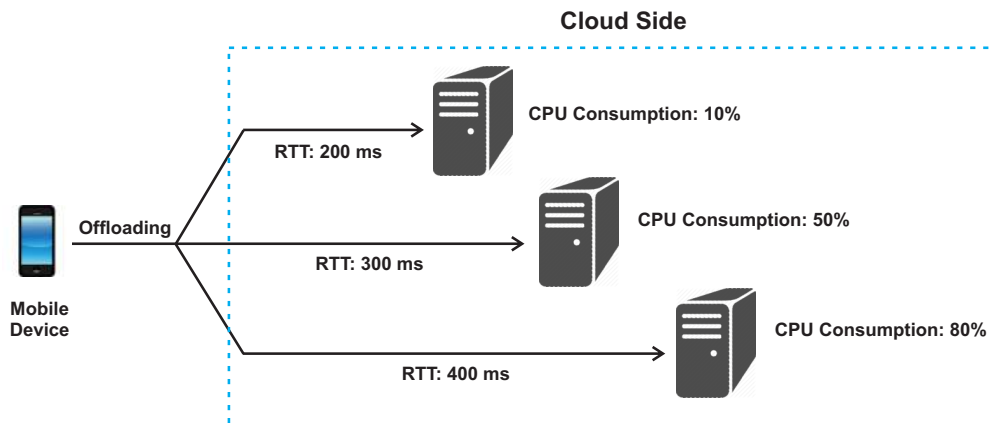 Cloud Side
CPU Consumption: 10%
RTT: 200 ms
Offloading
CPU Consumption: 50%
RTT: 300 ms
Mobile
Device
CPU Consumption: 80%
RTT: 400 ms